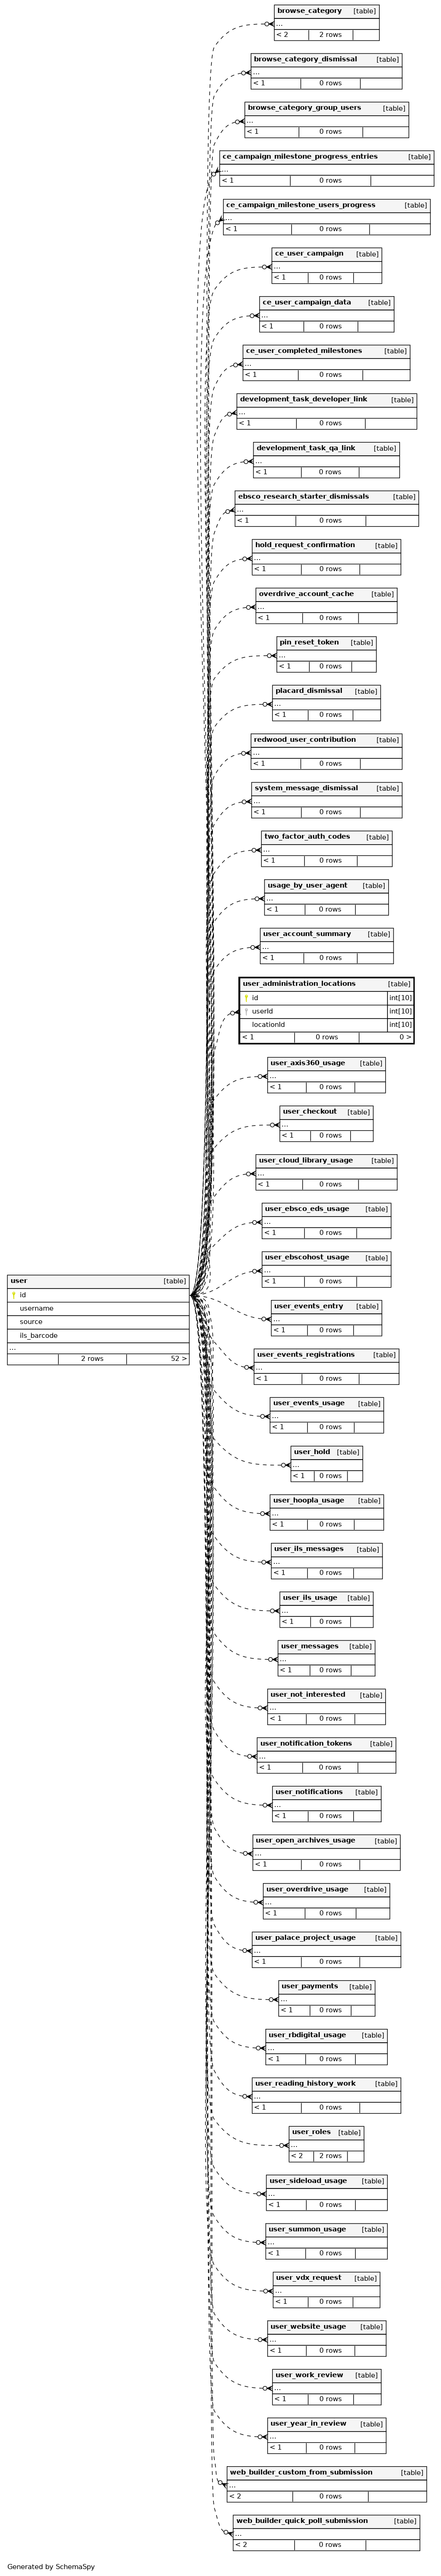 browse_category [table]
...
< 2 2 rows
browse_category_dismissal [table]
...
< 1 0 rows
browse_category_group_users [table]
...
< 1 0 rows
ce_campaign_milestone_progress_entries [table]
...
< 1 0 rows
ce_campaign_milestone_users_progress [table]
...
< 1 0 rows
ce_user_campaign [table]
...
< 1 0 rows
ce_user_campaign_data [table]
...
< 1 0 rows
ce_user_completed_milestones [table]
...
< 1 0 rows
development_task_developer_link [table]
...
< 1 0 rows
development_task_qa_link [table]
...
< 1 0 rows
ebsco_research_starter_dismissals [table]
...
< 1 0 rows
hold_request_confirmation [table]
...
< 1 0 rows
overdrive_account_cache [table]
...
< 1 0 rows
pin_reset_token [table]
...
< 1 0 rows
placard_dismissal [table]
...
< 1 0 rows
redwood_user_contribution [table]
...
< 1 0 rows
system_message_dismissal [table]
...
< 1 0 rows
two_factor_auth_codes [table]
...
< 1 0 rows
usage_by_user_agent [table]
...
< 1 0 rows
user_account_summary [table]
...
< 1 0 rows
user_administration_locations [table]
id int[10]
userId int[10]
locationId int[10]
< 1 0 rows 0 >
user_axis360_usage [table]
...
< 1 0 rows
user_checkout [table]
...
< 1 0 rows
user_cloud_library_usage [table]
...
< 1 0 rows
user_ebsco_eds_usage [table]
...
< 1 0 rows
user_ebscohost_usage [table]
...
< 1 0 rows
user [table]
id
username
source
ils_barcode
...
2 rows 52 >
user_events_entry [table]
...
< 1 0 rows
user_events_registrations [table]
...
< 1 0 rows
user_events_usage [table]
...
< 1 0 rows
user_hold [table]
...
< 1 0 rows
user_hoopla_usage [table]
...
< 1 0 rows
user_ils_messages [table]
...
< 1 0 rows
user_ils_usage [table]
...
< 1 0 rows
user_messages [table]
...
< 1 0 rows
user_not_interested [table]
...
< 1 0 rows
user_notification_tokens [table]
...
< 1 0 rows
user_notifications [table]
...
< 1 0 rows
user_open_archives_usage [table]
...
< 1 0 rows
user_overdrive_usage [table]
...
< 1 0 rows
user_palace_project_usage [table]
...
< 1 0 rows
user_payments [table]
...
< 1 0 rows
user_rbdigital_usage [table]
...
< 1 0 rows
user_reading_history_work [table]
...
< 1 0 rows
user_roles [table]
...
< 2 2 rows
user_sideload_usage [table]
...
< 1 0 rows
user_summon_usage [table]
...
< 1 0 rows
user_vdx_request [table]
...
< 1 0 rows
user_website_usage [table]
...
< 1 0 rows
user_work_review [table]
...
< 1 0 rows
user_year_in_review [table]
...
< 1 0 rows
web_builder_custom_from_submission [table]
...
< 2 0 rows
web_builder_quick_poll_submission [table]
...
< 2 0 rows
Generated by SchemaSpy